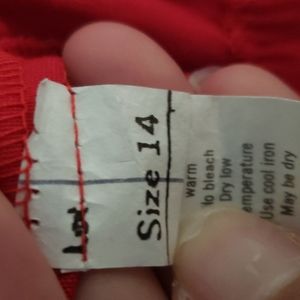 Size 14
warm
to bleach
Dry low
emperature
Use cool iron
May be dry